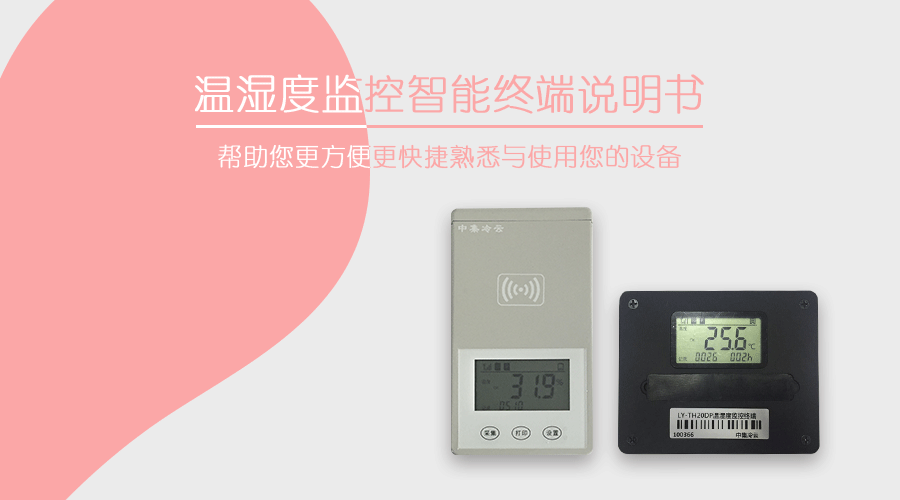 温湿度监控智能终端说明书
帮助您更方便更快捷熟悉与使用您的设备
中集冷云
31.9
%
0510
采集
打印
设置
25.6
℃
0026 002h
LY-TH20DP温湿度监控终端
100366 中集冷云